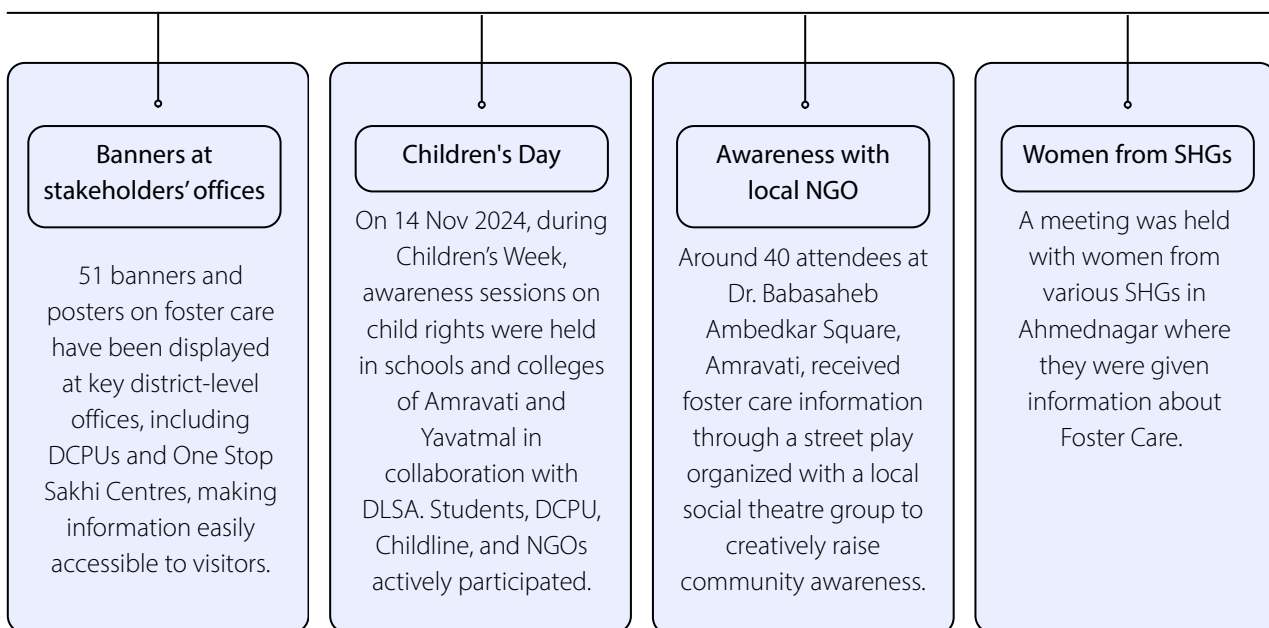 Banners at
stakeholders’ offices
51 banners and
posters on foster care
have been displayed
at key district-level
offices, including
DCPUs and One Stop
Sakhi Centres, making
information easily
accessible to visitors.
Children's Day
On 14 Nov 2024, during
Children’s Week,
awareness sessions on
child rights were held
in schools and colleges
of Amravati and
Yavatmal in
collaboration with
DLSA. Students, DCPU,
Childline, and NGOs
actively participated.
Awareness with
local NGO
Around 40 attendees at
Dr. Babasaheb
Ambedkar Square,
Amravati, received
foster care information
through a street play
organized with a local
social theatre group to
creatively raise
community awareness.
Women from SHGs
A meeting was held
with women from
various SHGs in
Ahmednagar where
they were given
information about
Foster Care.